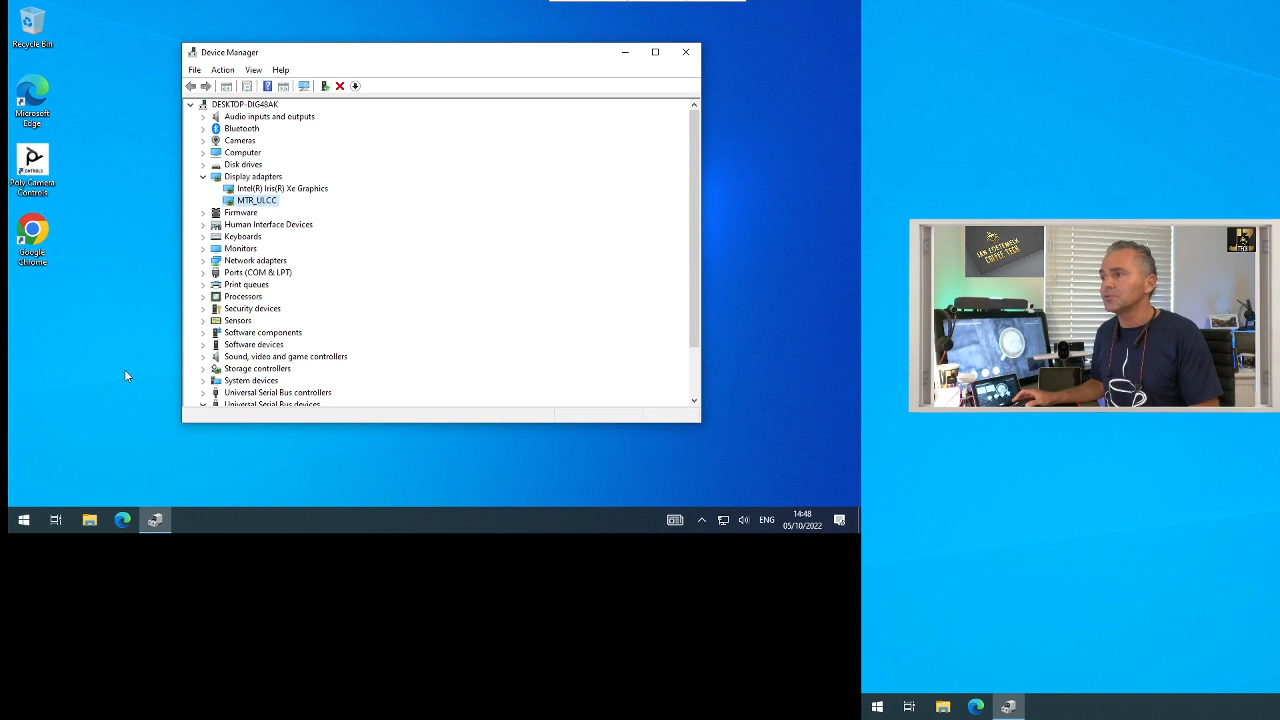 Recycle Bin
Microsoft
Edge
Poly Camera
Controls
Google
Chrome
Device Manager
File Action View Help
DESKTOP-DIG48AK
Audio inputs and outputs
Bluetooth
Cameras
Computer
Disk drives
Display adapters
Intel(R) Iris(R) Xe Graphics
MTR_ULCC
Firmware
Human Interface Devices
Keyboards
Monitors
Network adapters
Ports (COM & LPT)
Print queues
Processors
Security devices
Sensors
Software components
Software devices
Sound, video and game controllers
Storage controllers
System devices
Universal Serial Bus controllers
Universal Serial Bus devices
ENG
14:48
05/10/2022
COFFEE TECH
TECH